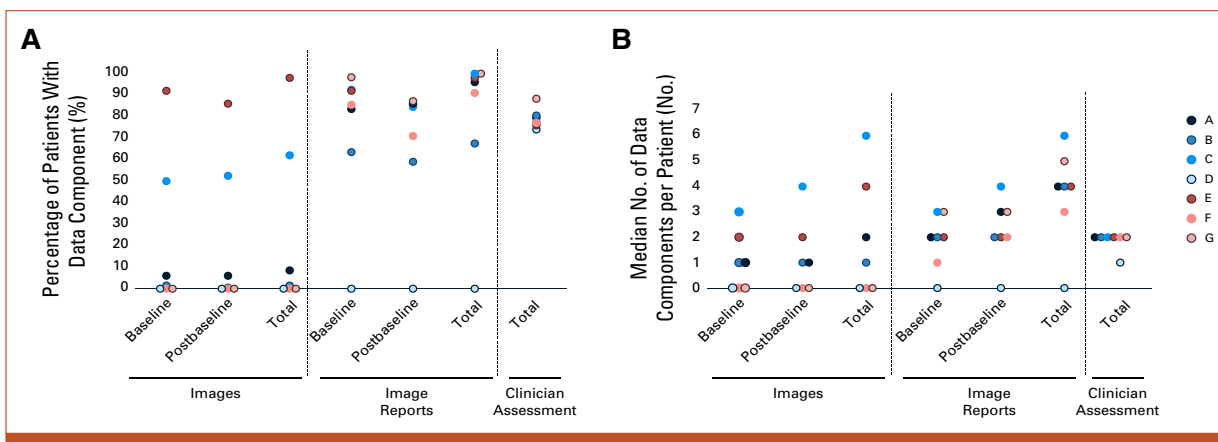 A
Percentage of Patients With
Data Component (%)
100
90
80
70
60
50
40
30
20
10
0
Baseline
Postbaseline
Total
Baseline
Postbaseline
Total
Total
Images
Image
Reports
Clinician
Assessment
B
Median No. of Data
Components per Patient (No.)
7
6
5
4
3
2
1
0
Baseline
Postbaseline
Total
Baseline
Postbaseline
Total
Total
Images
Image
Reports
Clinician
Assessment
A
B
C
D
E
F
G